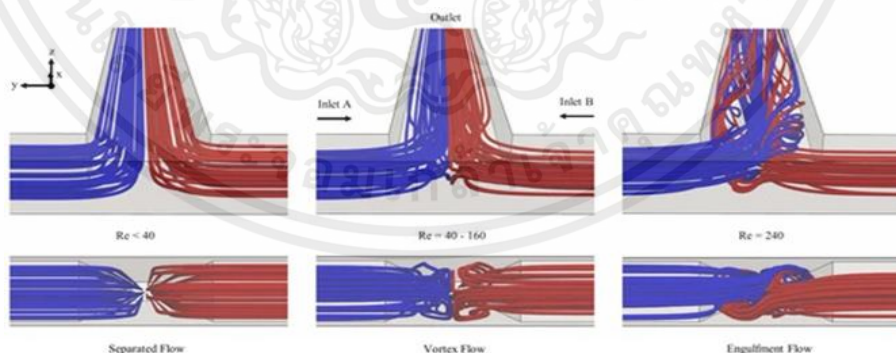 Outlet
z
x
y
Inlet A
Inlet B
Re < 40
Re = 40 - 160
Re = 240
Separated Flow
Vortex Flow
Engulfment Flow